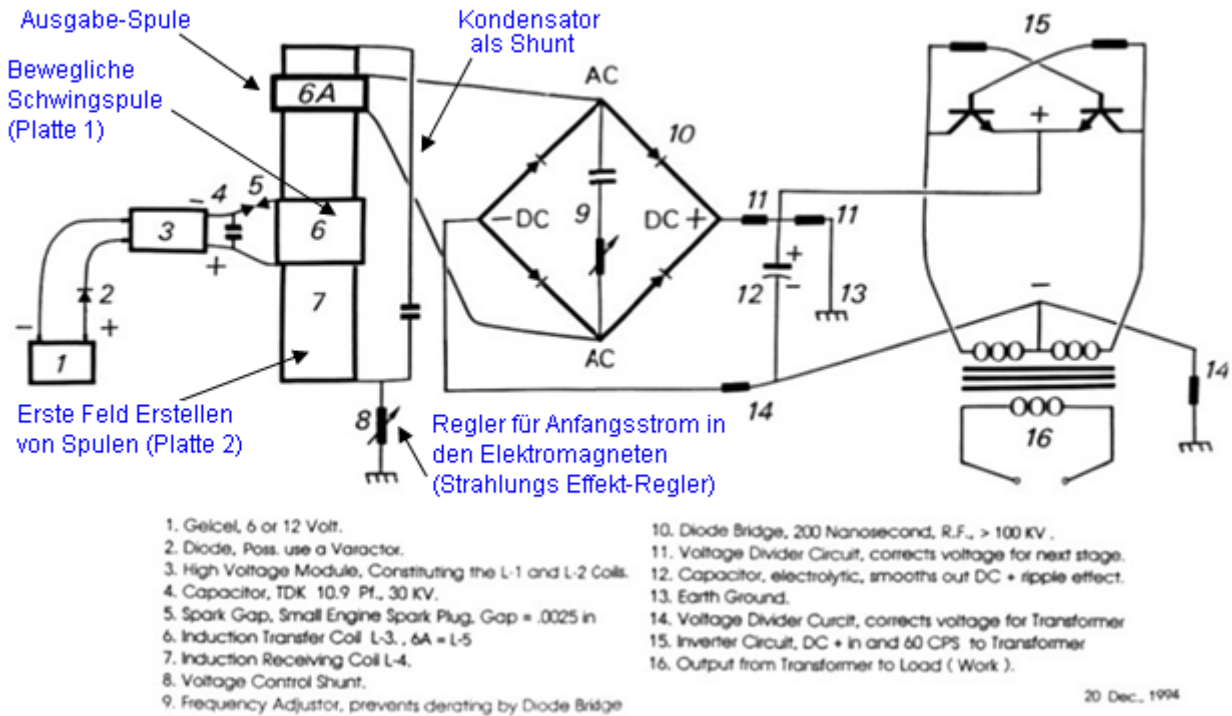 Ausgabe-Spule
Kondensator
als Shunt
15
Bewegliche
Schwingspule
(Platte 1)
6A
AC
+
10
- 4 5
3
6
- DC
9
DC +
11
11
+
2
+
12
-
13
-
- +
1
7
AC
14
14
Erste Feld Erstellen
von Spulen (Platte 2)
8
Regler für Anfangsstrom in
den Elektromagneten
(Strahlungs Effekt-Regler)
16
1. Gelcel, 6 or 12 Volt.
2. Diode, Poss. use a Varactor.
3. High Voltage Module, Constituting the L-1 and L-2 Coils.
4. Capacitor, TDK 10.9 Pf., 30 KV.
5. Spark Gap, Small Engine Spark Plug, Gap = .0025 in
6. Induction Transfer Coil L-3., 6A = L-5
7. Induction Receiving Coil L-4.
8. Voltage Control Shunt.
9. Frequency Adjustor, prevents derating by Diode Bridge
10. Diode Bridge, 200 Nanosecond, R.F., > 100 KV.
11. Voltage Divider Circuit, corrects voltage for next stage.
12. Capacitor, electrolytic, smooths out DC + ripple effect.
13. Earth Ground.
14. Voltage Divider Curcit, corrects voltage for Transformer
15. Inverter Circuit, DC + in and 60 CPS to Transformer
16. Output from Transformer to Load ( Work ).
20 Dec., 1994